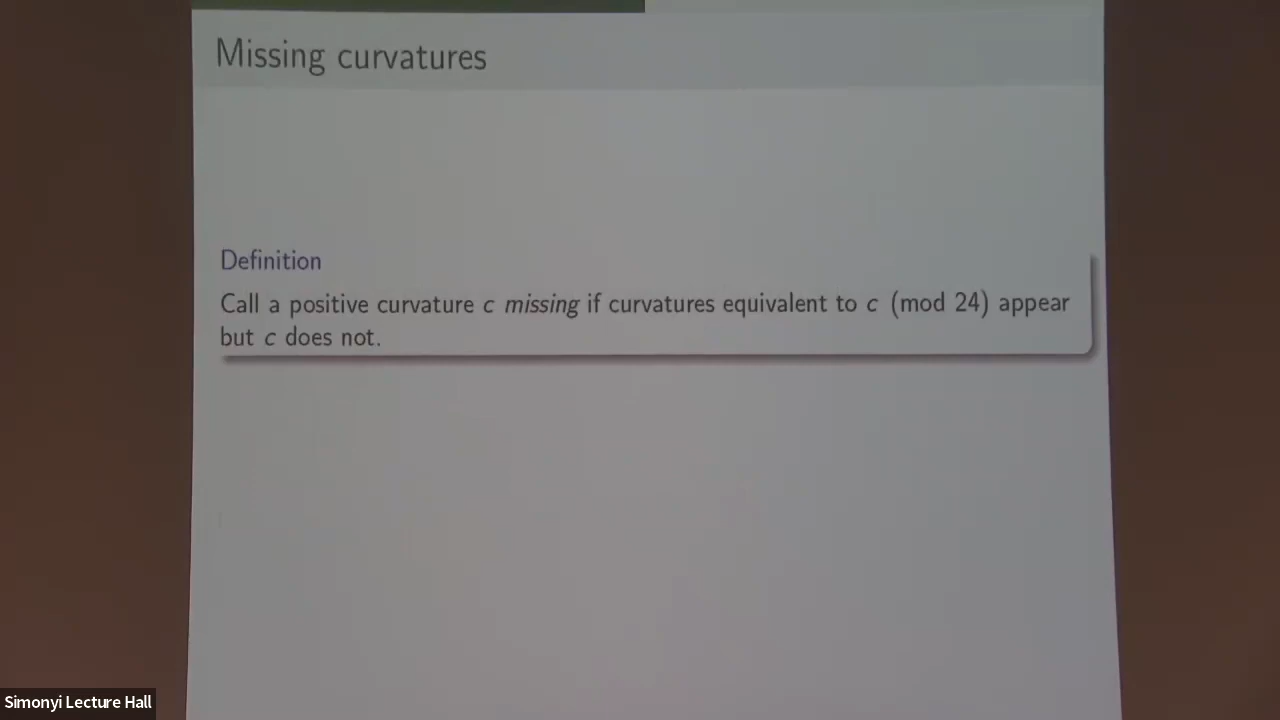 Missing curvatures
Definition
Call a positive curvature c missing if curvatures equivalent to c (mod 24) appear
but c does not.
Simonyi Lecture Hall